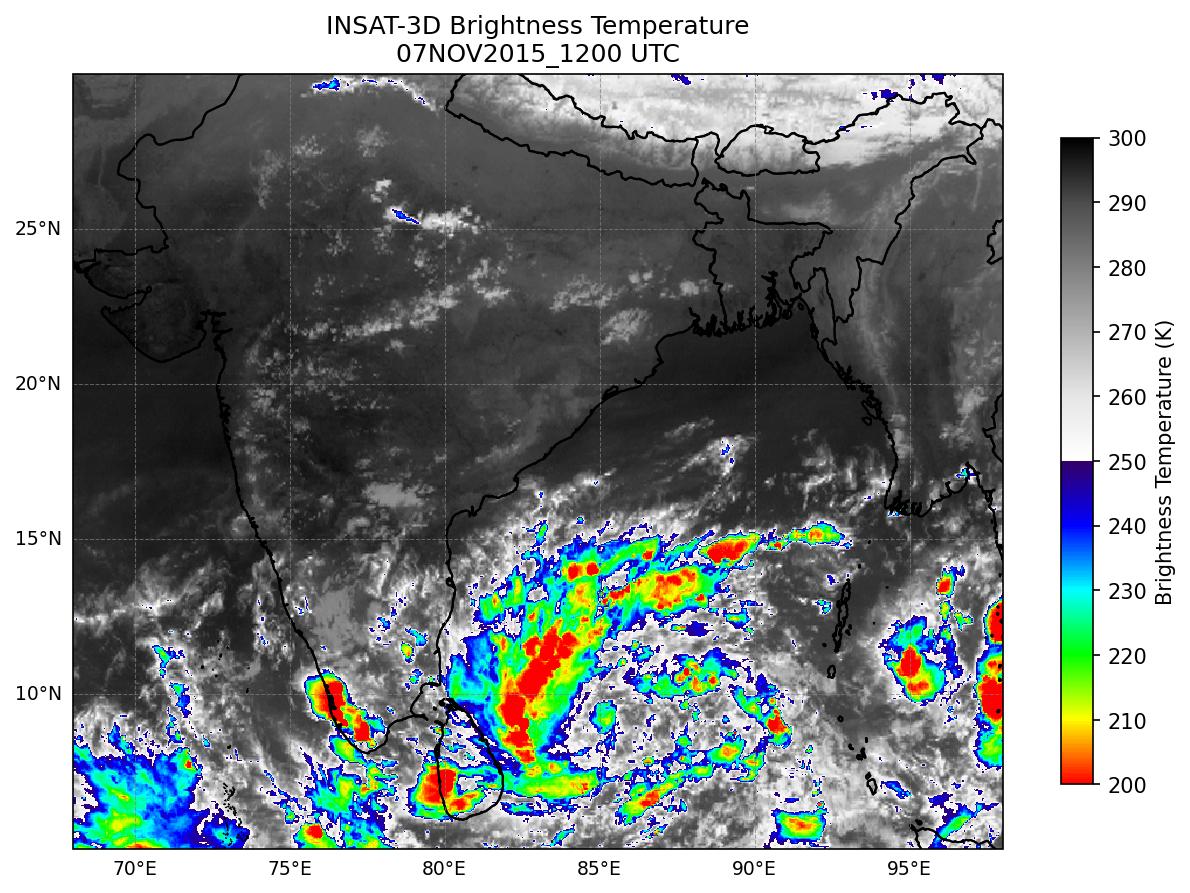 INSAT-3D Brightness Temperature
07NOV2015_1200 UTC
25°N
20°N
15°N
10°N
70°E
75°E
80°E
85°E
90°E
95°E
300
290
280
270
260
250
240
230
220
210
200
Brightness Temperature (K)